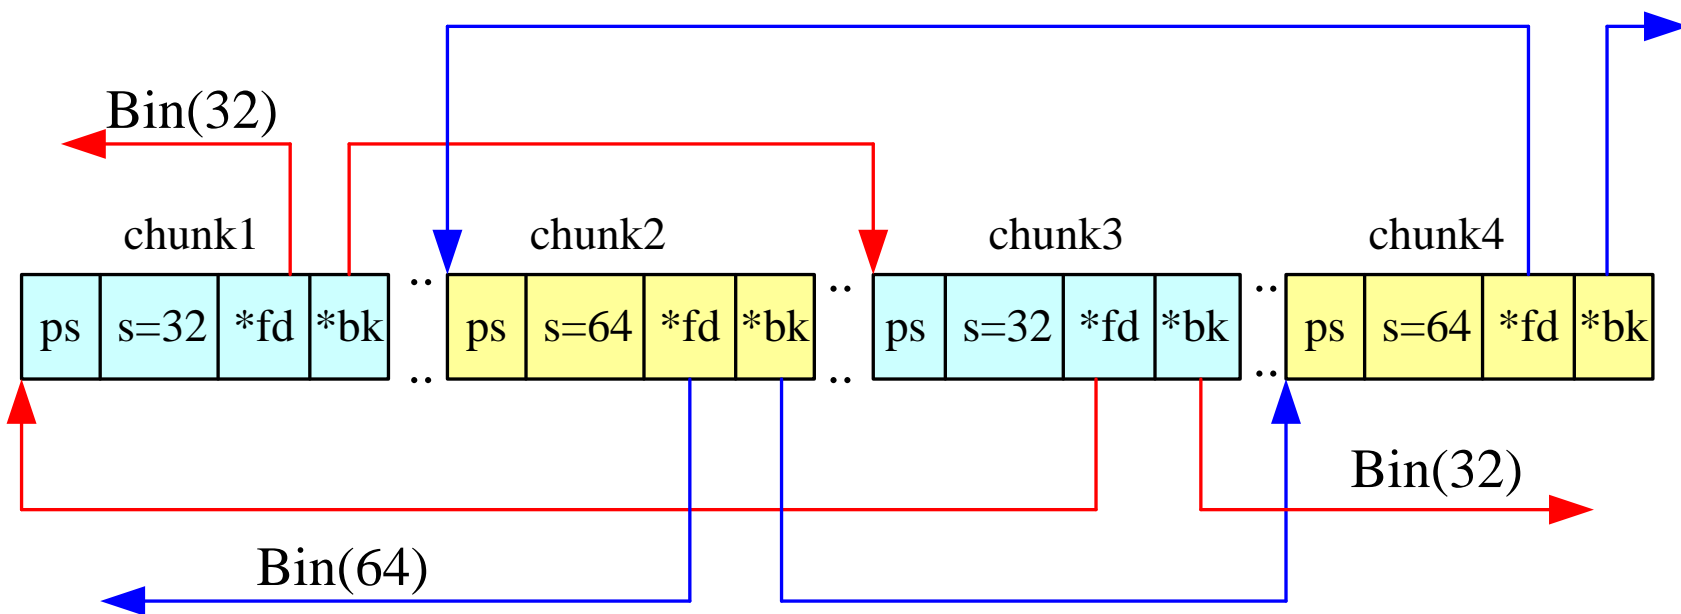 Bin(32)
chunk1 chunk2 chunk3 chunk4
ps s=32 *fd *bk .. ps s=64 *fd *bk .. ps s=32 *fd *bk .. ps s=64 *fd *bk
.. .. ..
Bin(32)
Bin(64)